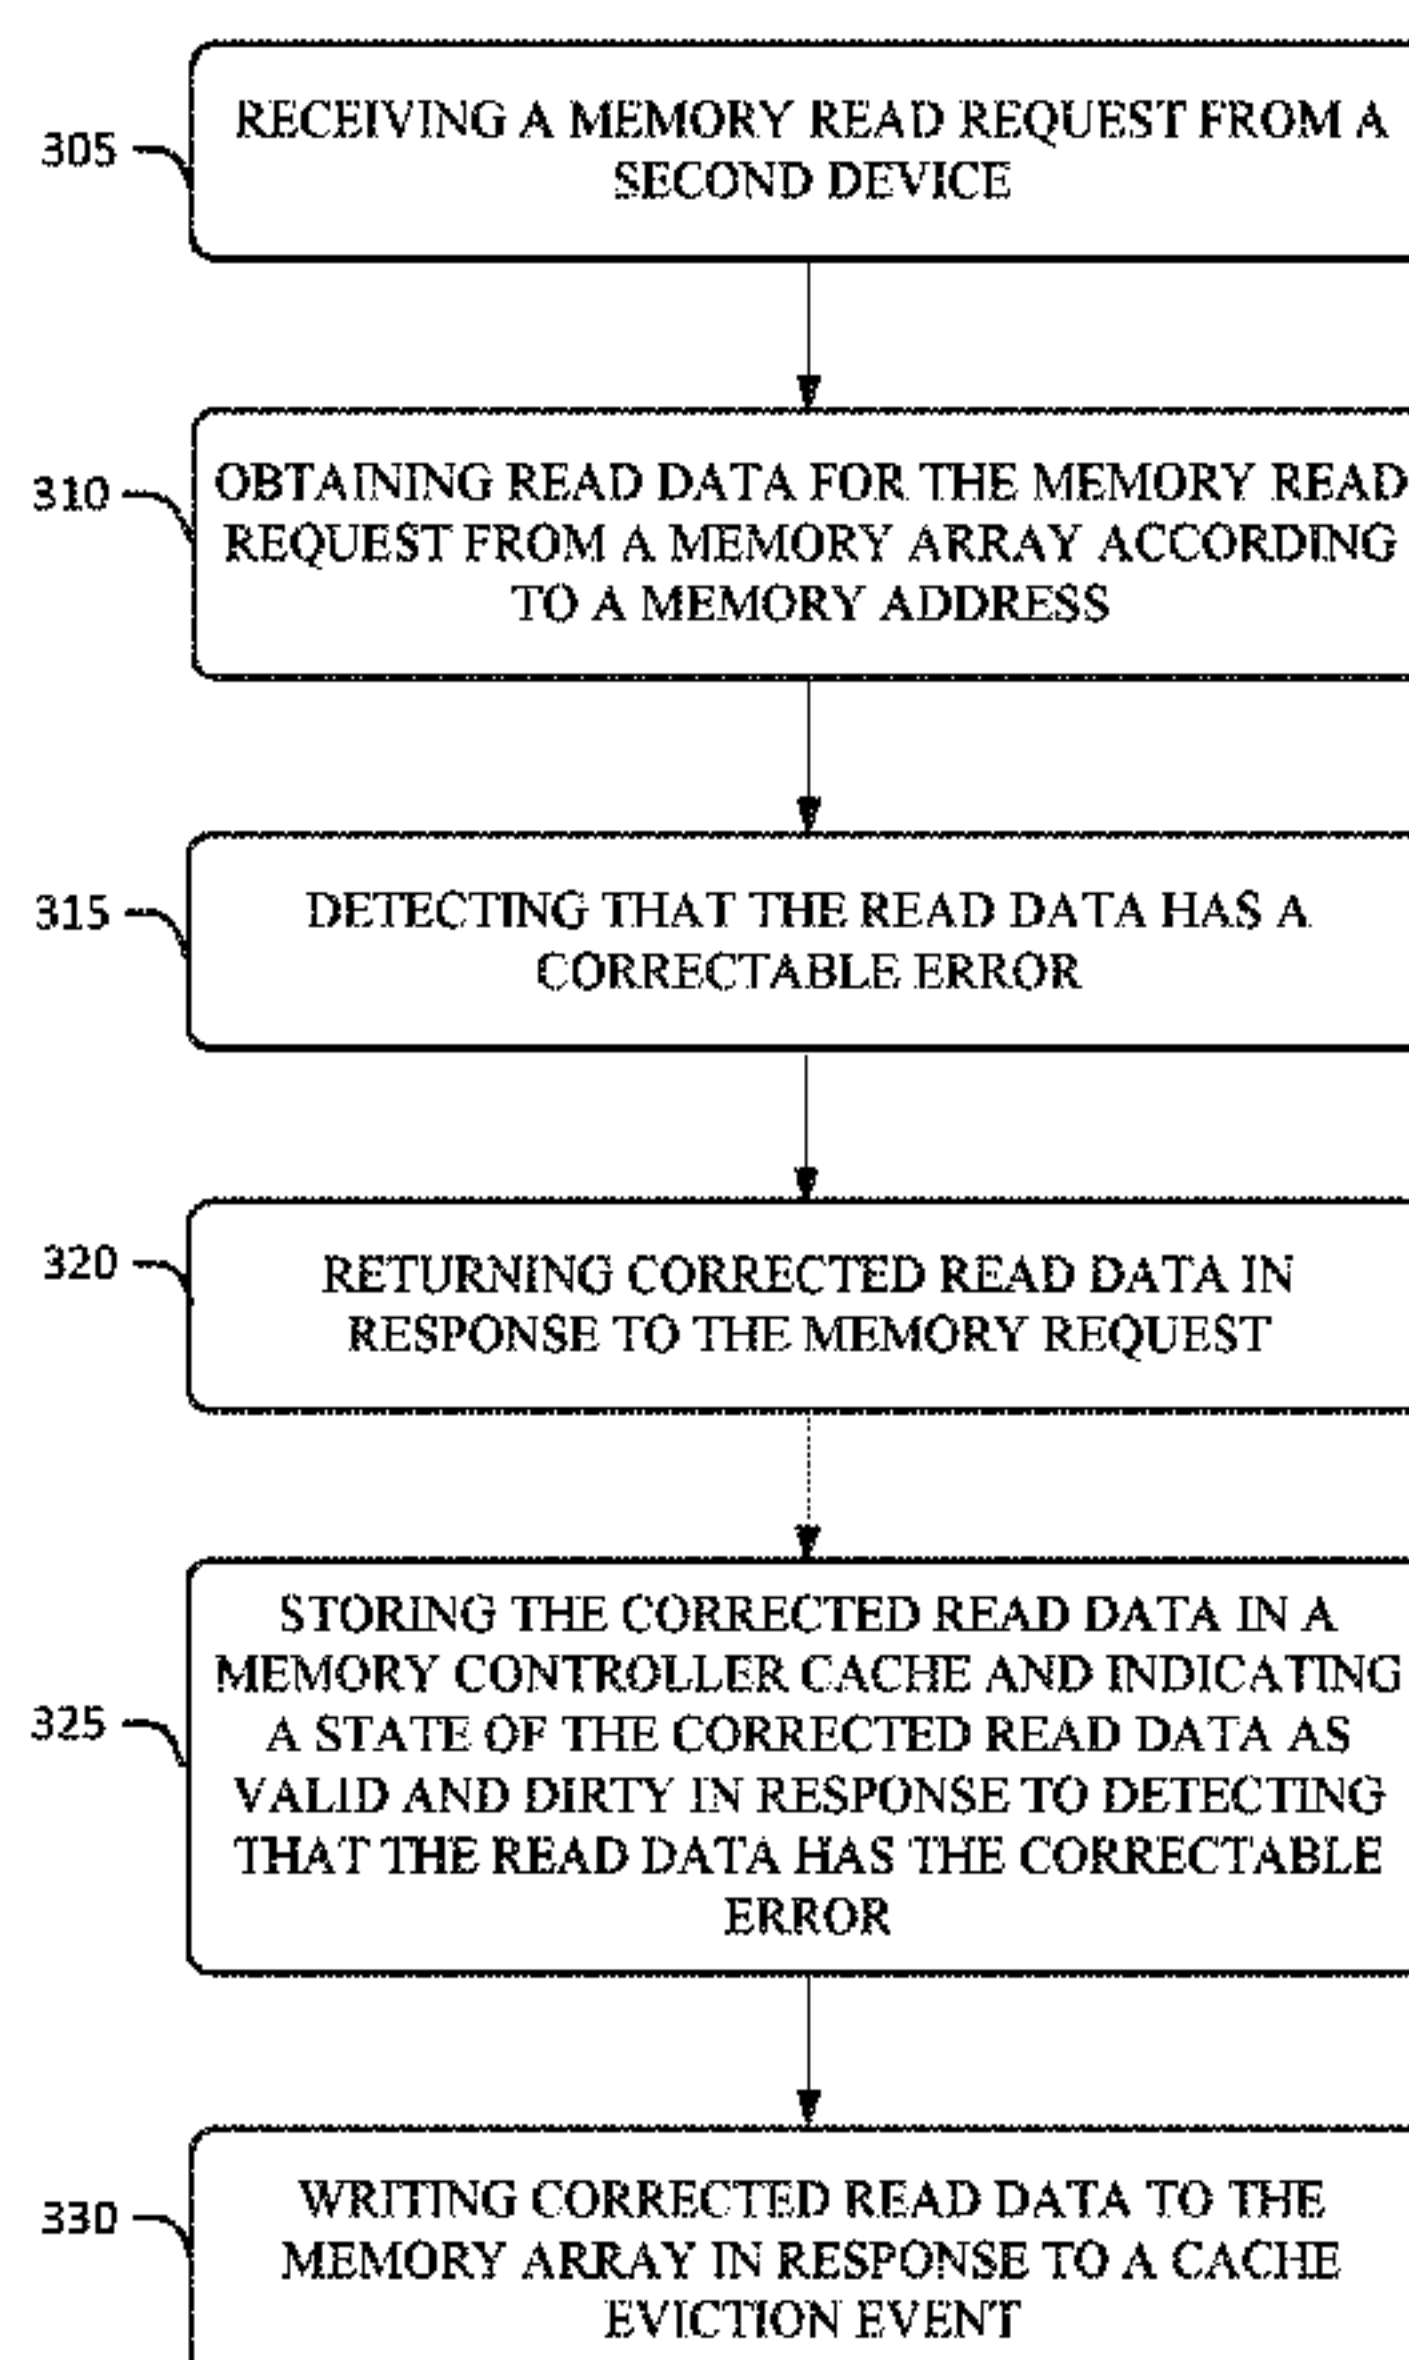 305
RECEIVING A MEMORY READ REQUEST FROM A
SECOND DEVICE
310
OBTAINING READ DATA FOR THE MEMORY READ
REQUEST FROM A MEMORY ARRAY ACCORDING
TO A MEMORY ADDRESS
315
DETECTING THAT THE READ DATA HAS A
CORRECTABLE ERROR
320
RETURNING CORRECTED READ DATA IN
RESPONSE TO THE MEMORY REQUEST
325
STORING THE CORRECTED READ DATA IN A
MEMORY CONTROLLER CACHE AND INDICATING
A STATE OF THE CORRECTED READ DATA AS
VALID AND DIRTY IN RESPONSE TO DETECTING
THAT THE READ DATA HAS THE CORRECTABLE
ERROR
330
WRITING CORRECTED READ DATA TO THE
MEMORY ARRAY IN RESPONSE TO A CACHE
EVICTION EVENT